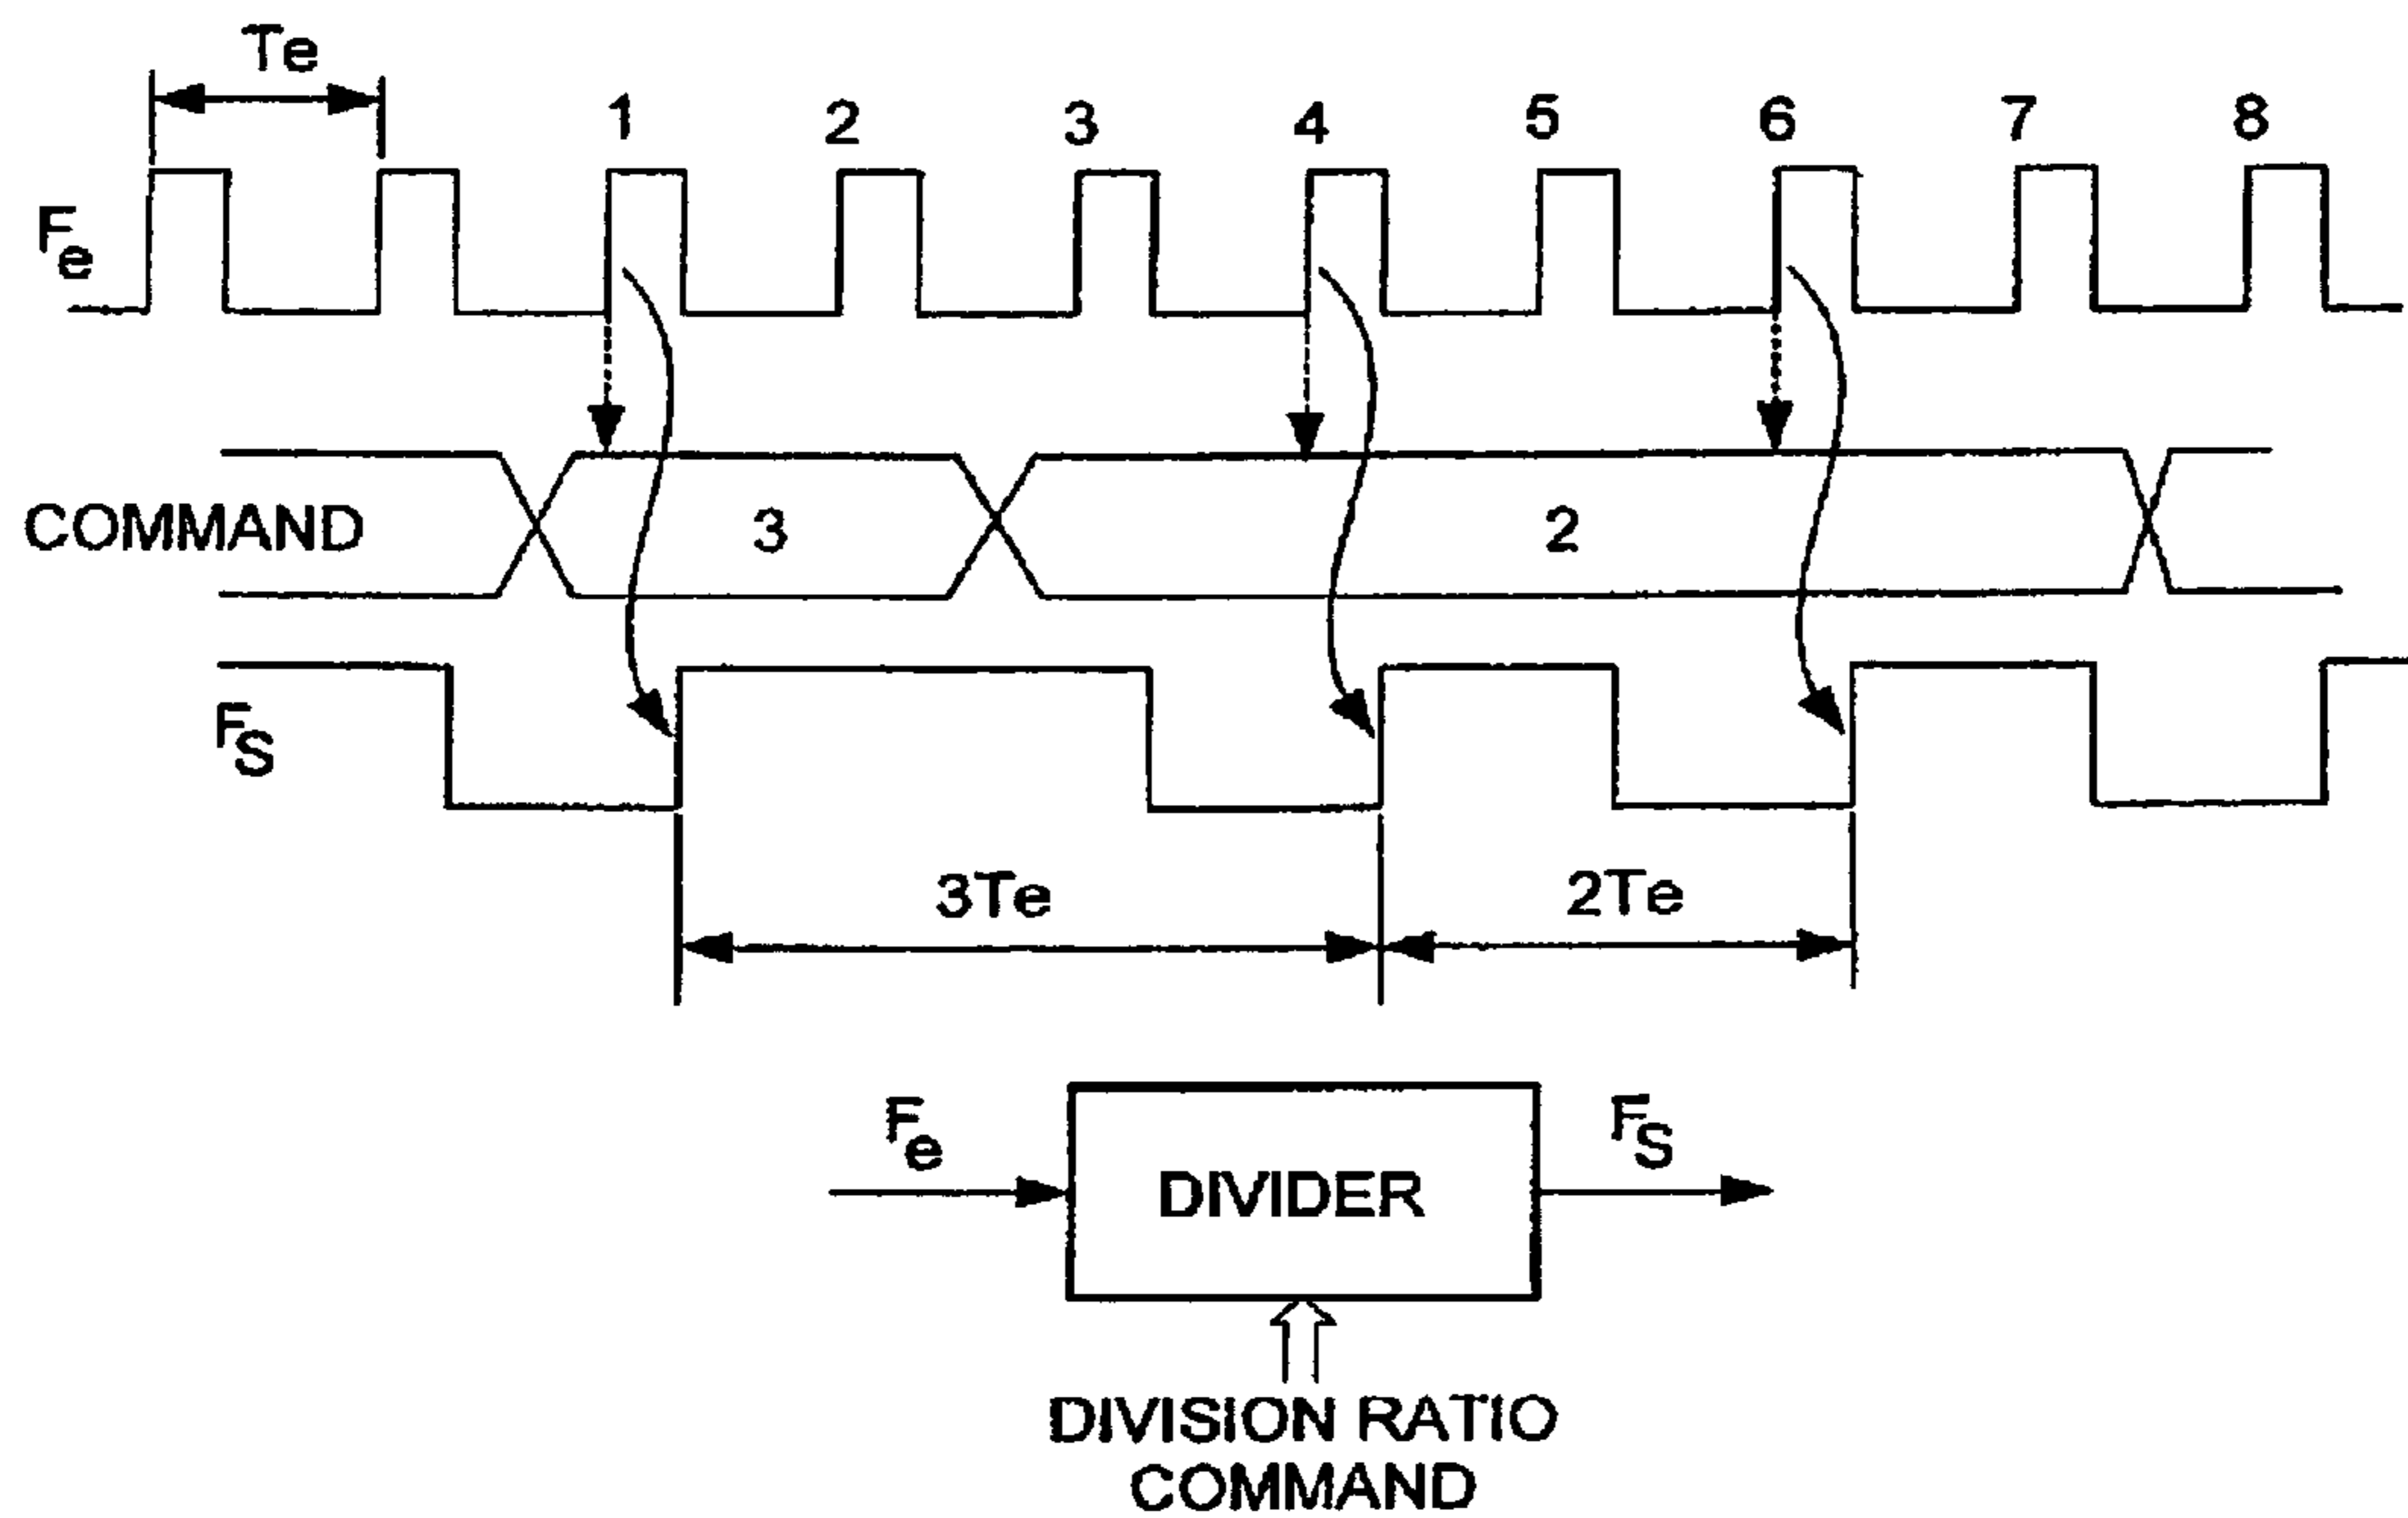 Te
1 2 3 4 5 6 7 8
Fe
COMMAND 3 2
FS
3Te 2Te
Fe FS
DIVIDER
DIVISION RATIO
COMMAND